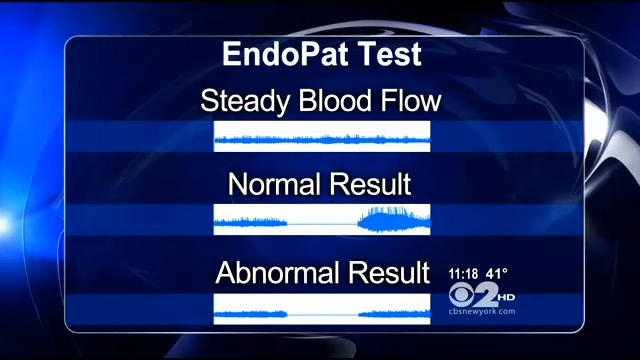 EndoPat Test
Steady Blood Flow
Normal Result
Abnormal Result
11:18 41°
2 HD
cbsnewyork.com